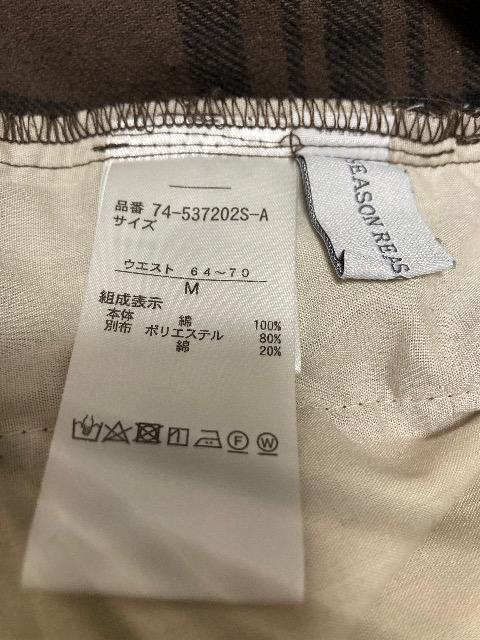 品番 74-537202S-A
サイズ
ウエスト 64～70
M
組成表示
本体 綿 100%
別布 ポリエステル 80%
綿 20%
F W
SEASON REAS